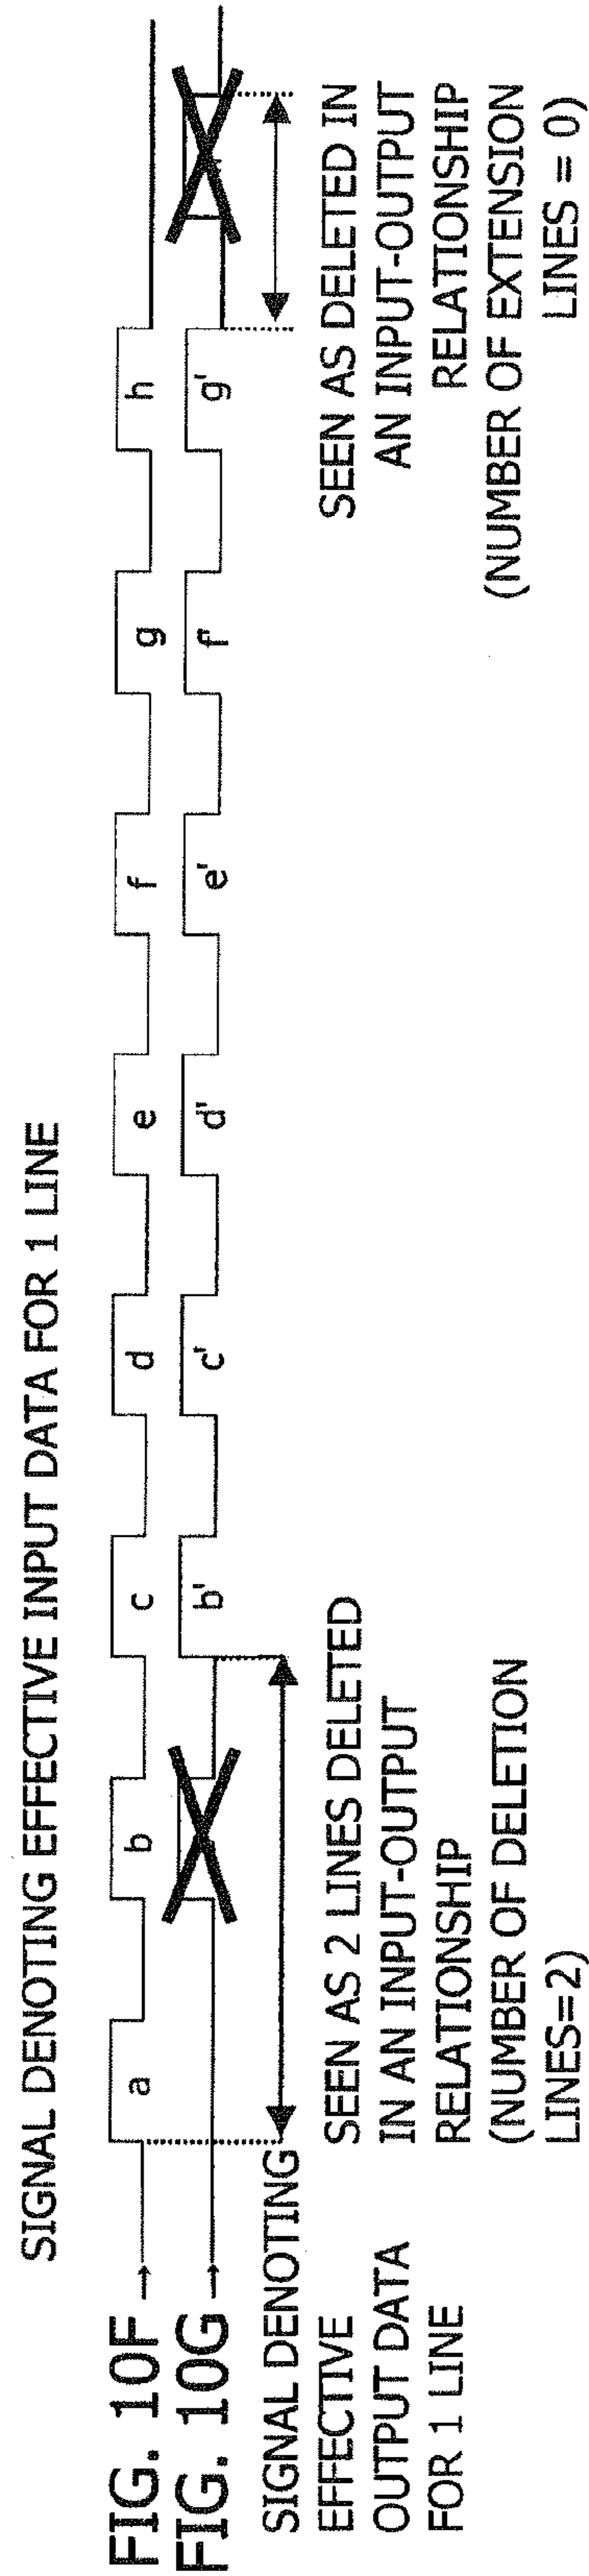 SIGNAL DENOTING EFFECTIVE INPUT DATA FOR 1 LINE
FIG. 10F
a b c d e f g h
FIG. 10G
b' c' d' e' f' g'
SIGNAL DENOTING
EFFECTIVE
OUTPUT DATA
FOR 1 LINE
SEEN AS 2 LINES DELETED
IN AN INPUT-OUTPUT
RELATIONSHIP
(NUMBER OF DELETION
LINES=2)
SEEN AS DELETED IN
AN INPUT-OUTPUT
RELATIONSHIP
(NUMBER OF EXTENSION
LINES = 0)